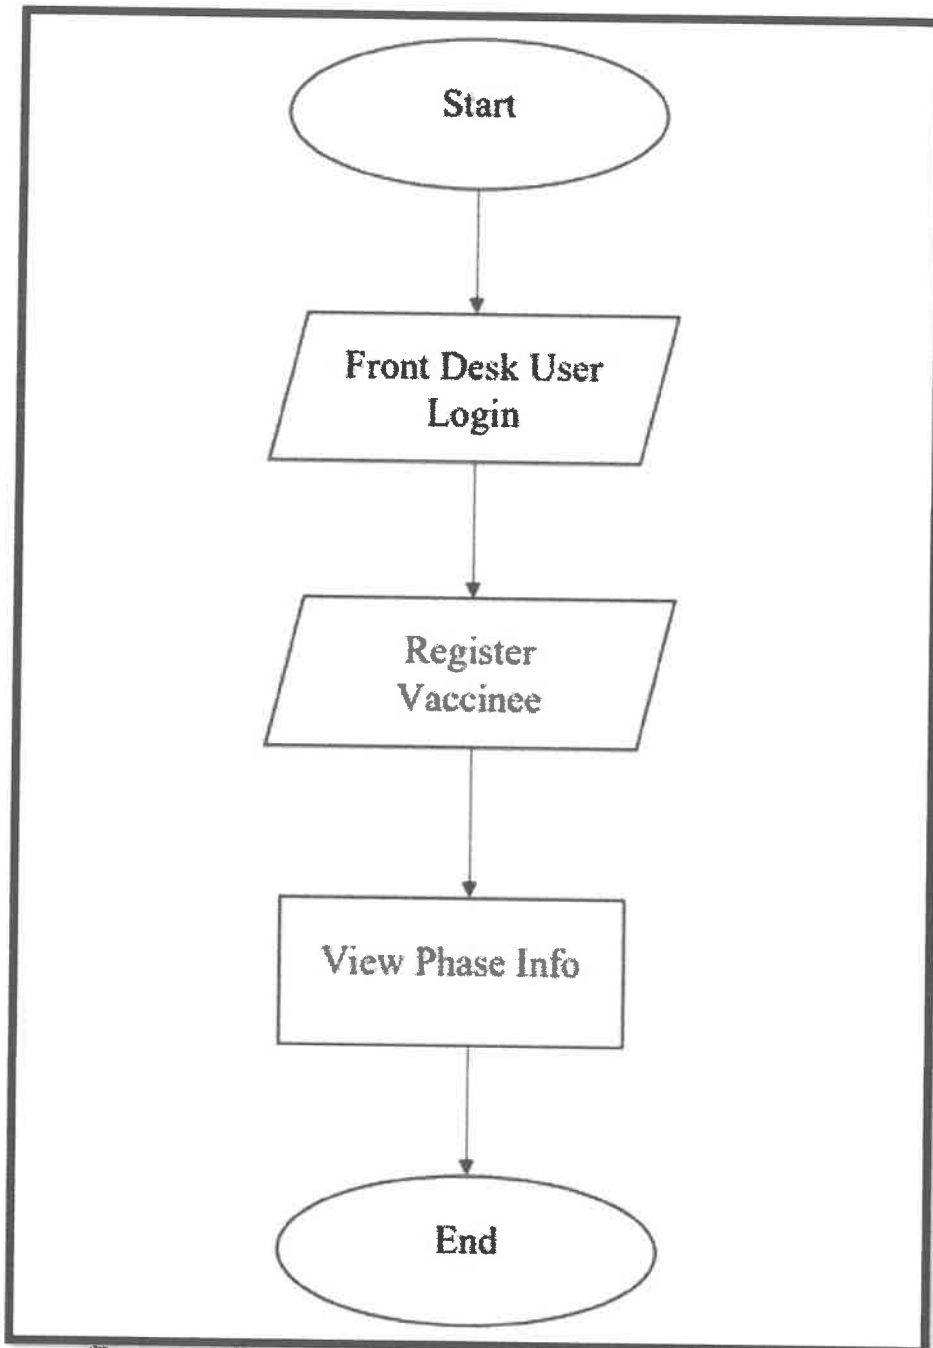 Start
Front Desk User
Login
Register
Vaccinee
View Phase Info
End